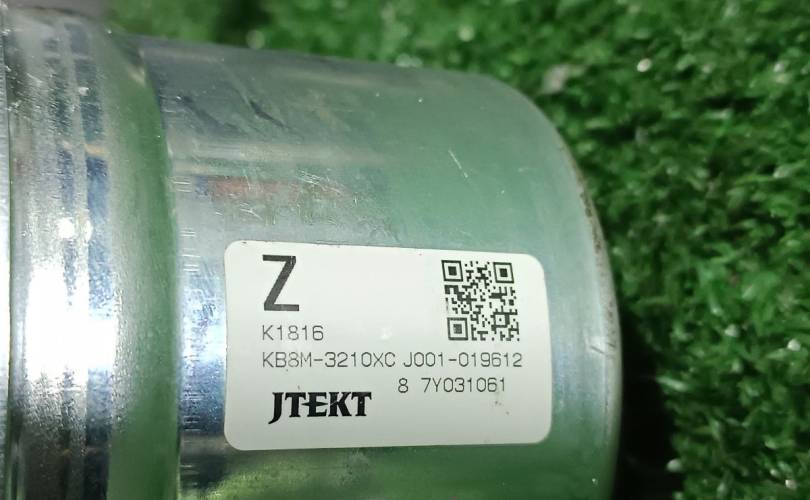 Z
K1816
KB8M-3210XC J001-019612
8 7Y031061
JTEKT